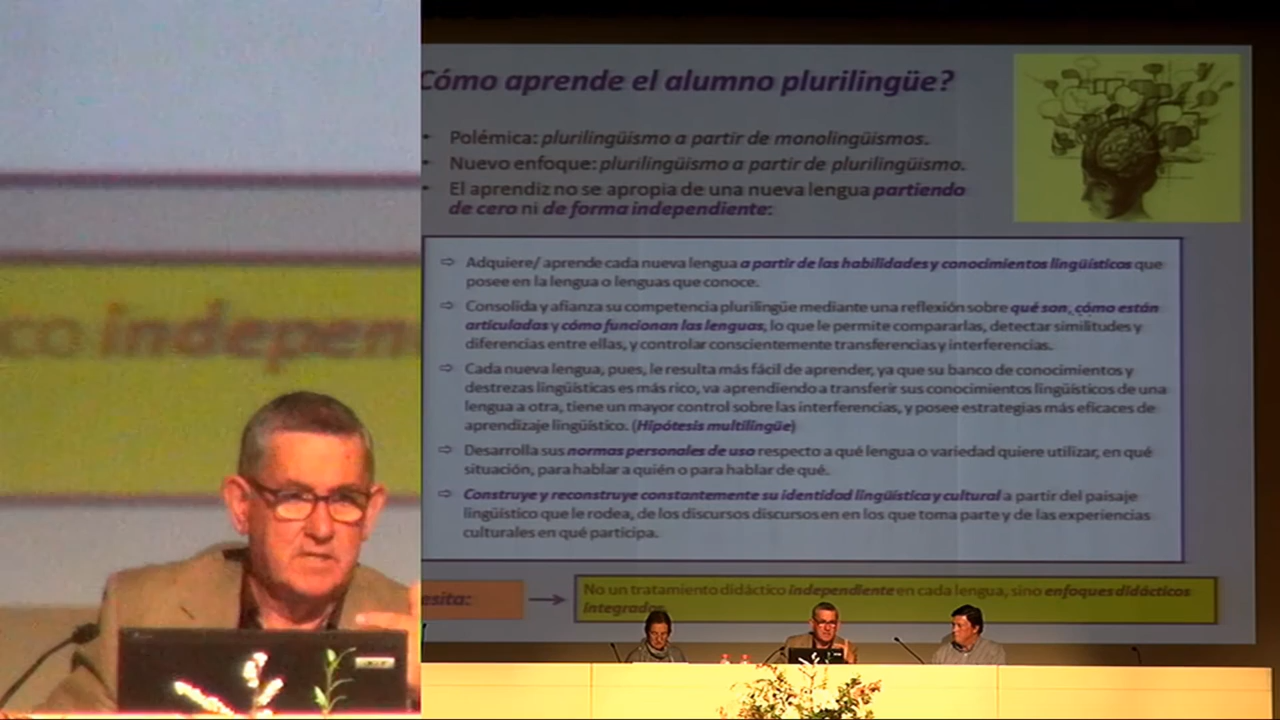 Cómo aprende el alumno plurilingüe?
• Polémica: plurilingüismo a partir de monolingüismos.
• Nuevo enfoque: plurilingüismo a partir de plurilingüismo.
• El aprendiz no se apropia de una nueva lengua partiendo
de cero ni de forma independiente:
⇨ Adquiere/ aprende cada nueva lengua a partir de las habilidades y conocimientos lingüísticos que
posee en la lengua o lenguas que conoce.
⇨ Consolida y afianza su competencia plurilingüe mediante una reflexión sobre qué son, cómo están
articuladas y cómo funcionan las lenguas, lo que le permite compararlas, detectar similitudes y
diferencias entre ellas, y controlar conscientemente transferencias y interferencias.
⇨ Cada nueva lengua, pues, le resulta más fácil de aprender, ya que su banco de conocimientos y
destrezas lingüísticas es más rico, va aprendiendo a transferir sus conocimientos lingüísticos de una
lengua a otra, tiene un mayor control sobre las interferencias, y posee estrategias más eficaces de
aprendizaje lingüístico. (Hipótesis multilingüe)
⇨ Desarrolla sus normas personales de uso respecto a qué lengua o variedad quiere utilizar, en qué
situación, para hablar a quién o para hablar de qué.
⇨ Construye y reconstruye constantemente su identidad lingüística y cultural a partir del paisaje
lingüístico que le rodea, de los discursos discursos en en los que toma parte y de las experiencias
culturales en qué participa.
esita:
No un tratamiento didáctico independiente en cada lengua, sino enfoques didácticos
integrados
co indepen